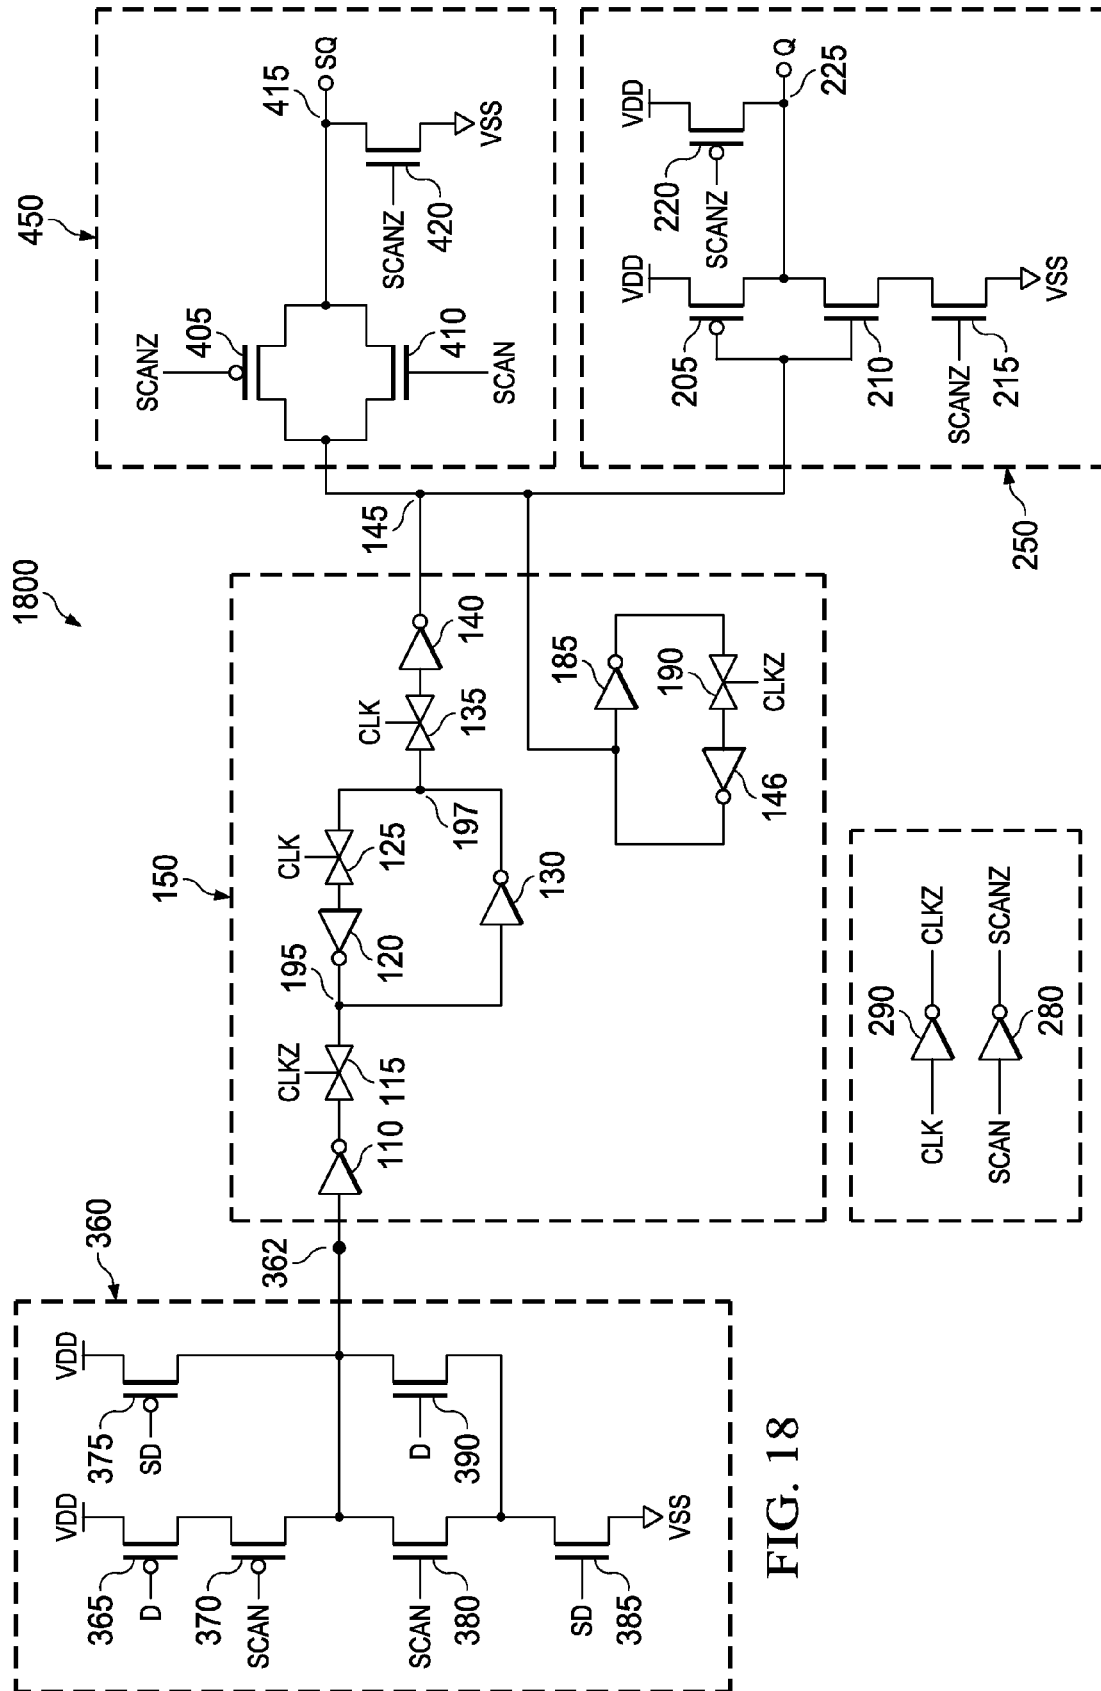 1800
360
VDD
VDD
365
D
375
SD
370
SCAN
362
SCAN
380
D
390
SD
385
VSS
150
110
CLKZ
115
195
120
CLK
125
130
197
CLK
135
140
145
185
190
CLKZ
146
450
SCANZ
405
410
SCAN
415
SQ
SCANZ
420
VSS
250
VDD
VDD
205
220
SCANZ
Q
225
210
SCANZ
215
VSS
CLK
290
CLKZ
SCAN
280
SCANZ
FIG. 18